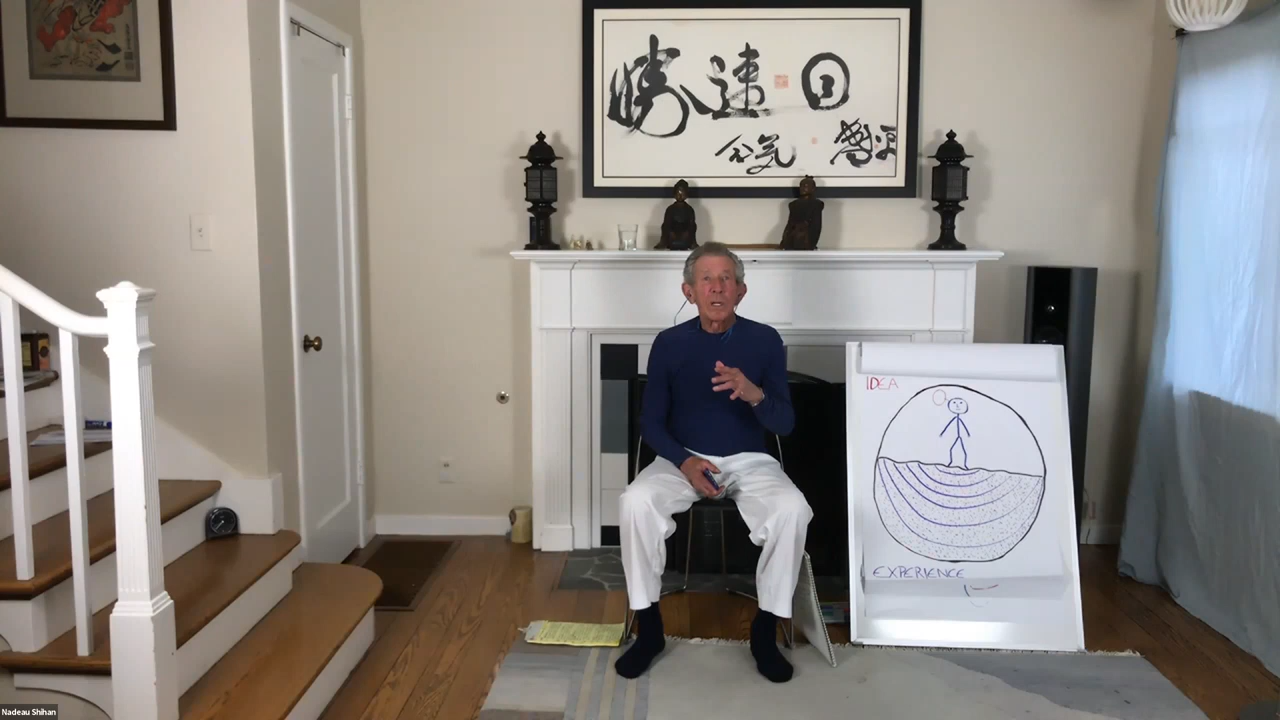 勝速日
合気
IDEA
EXPERIENCE
Nadeau Shihan